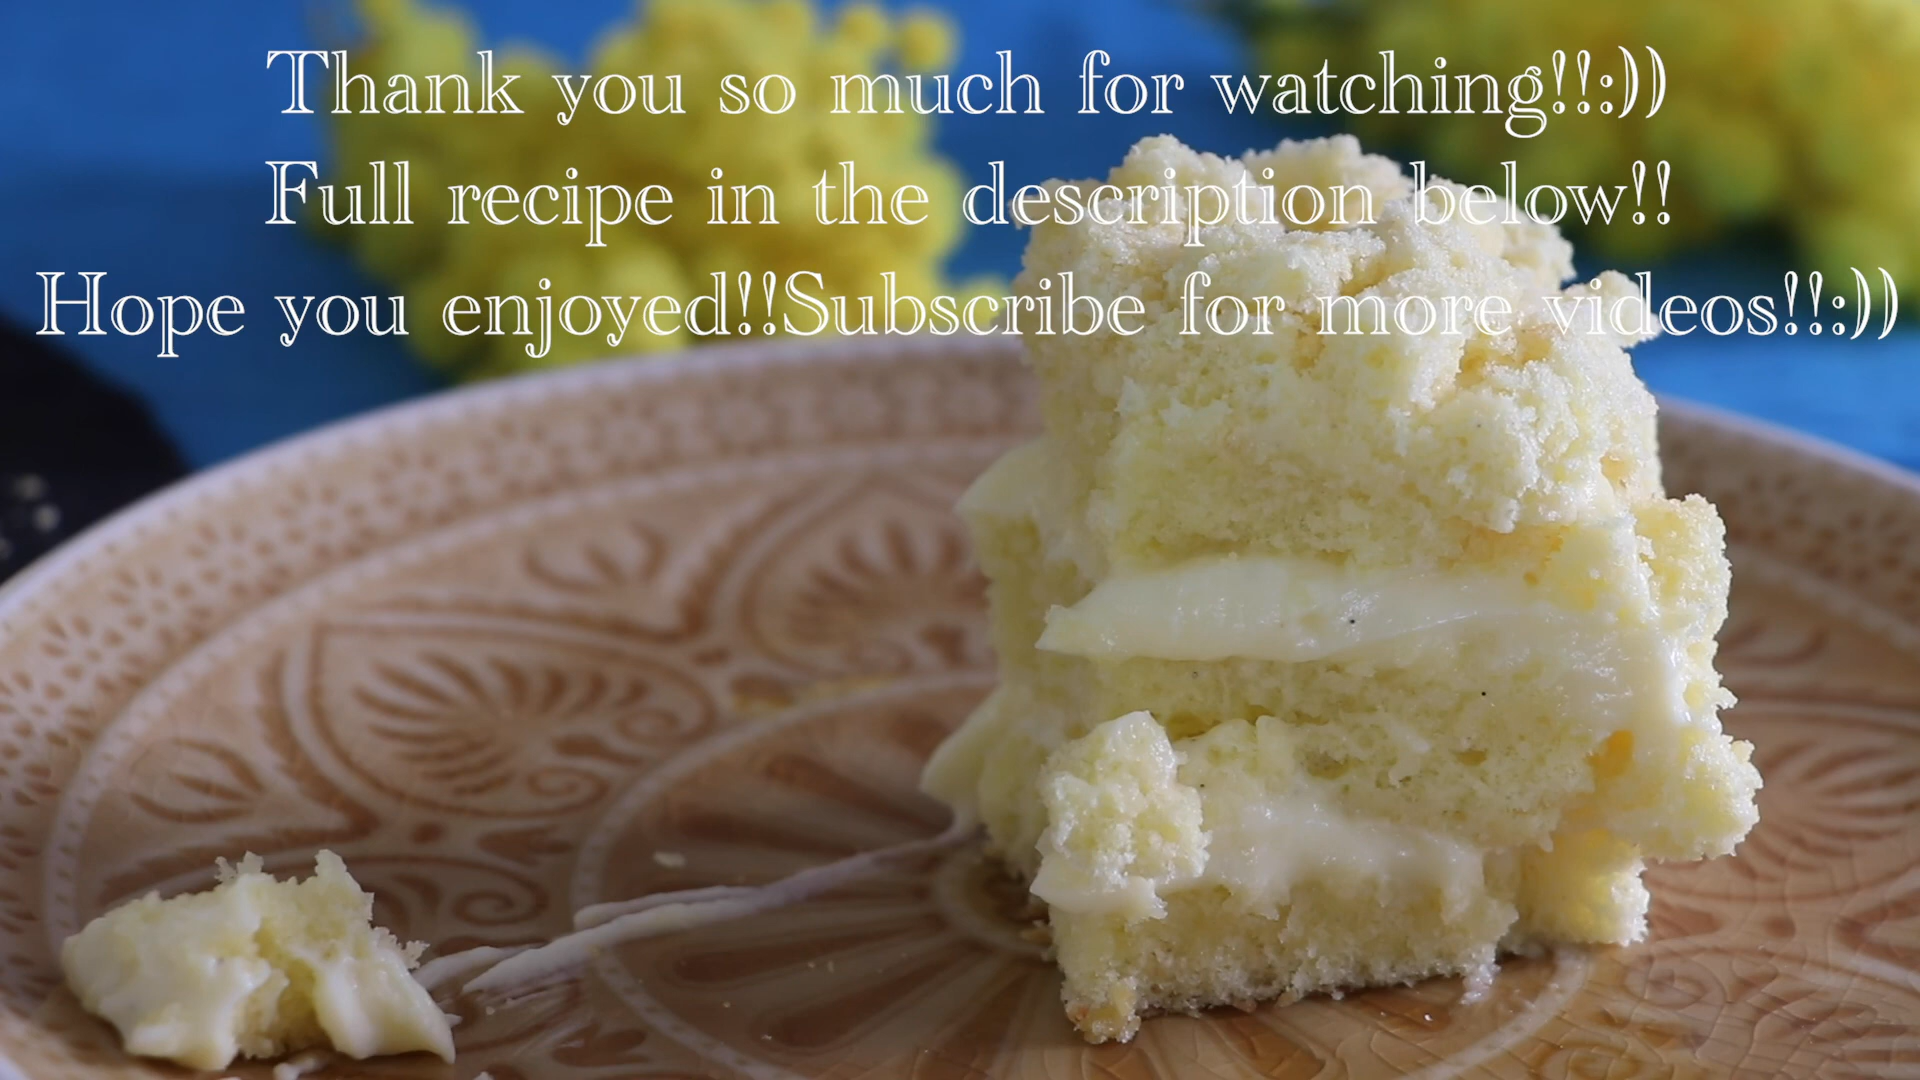 Thank you so much for watching!!:))
Full recipe in the description below!!
Hope you enjoyed!!Subscribe for more videos!!:))